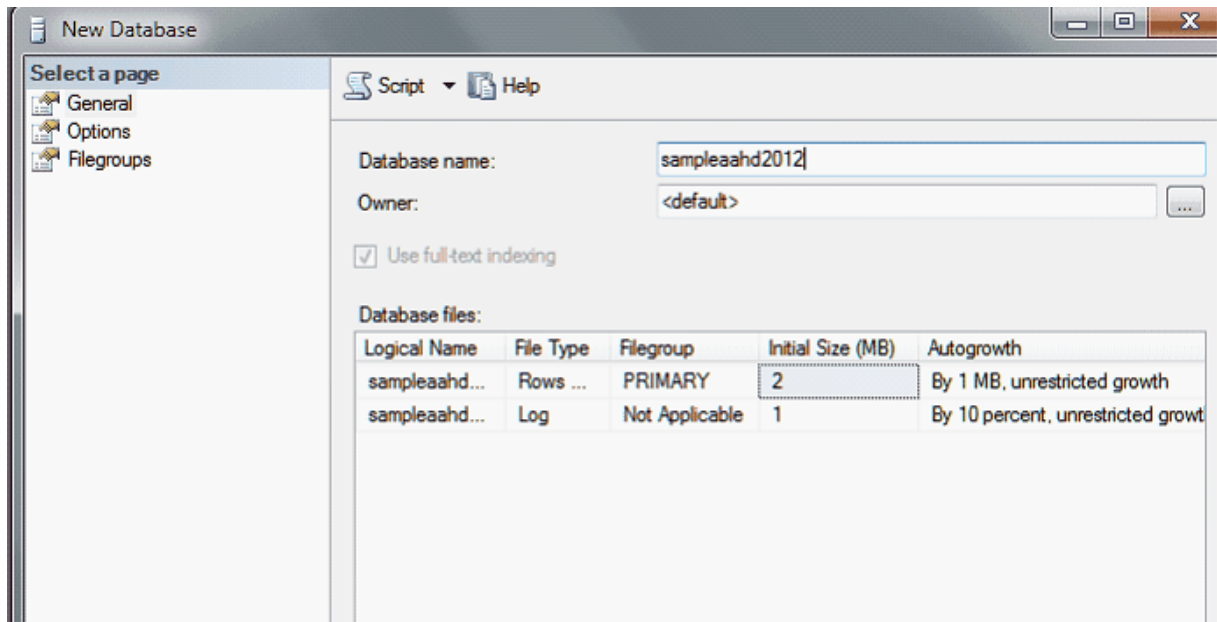 New Database
Select a page
General
Options
Filegroups
Script
Help
Database name:
sampleaahd2012
Owner:
<default>
...
Use full-text indexing
Database files:
Logical Name File Type Filegroup Initial Size (MB) Autogrowth
sampleaahd... Rows ... PRIMARY 2 By 1 MB, unrestricted growth
sampleaahd... Log Not Applicable 1 By 10 percent, unrestricted growt